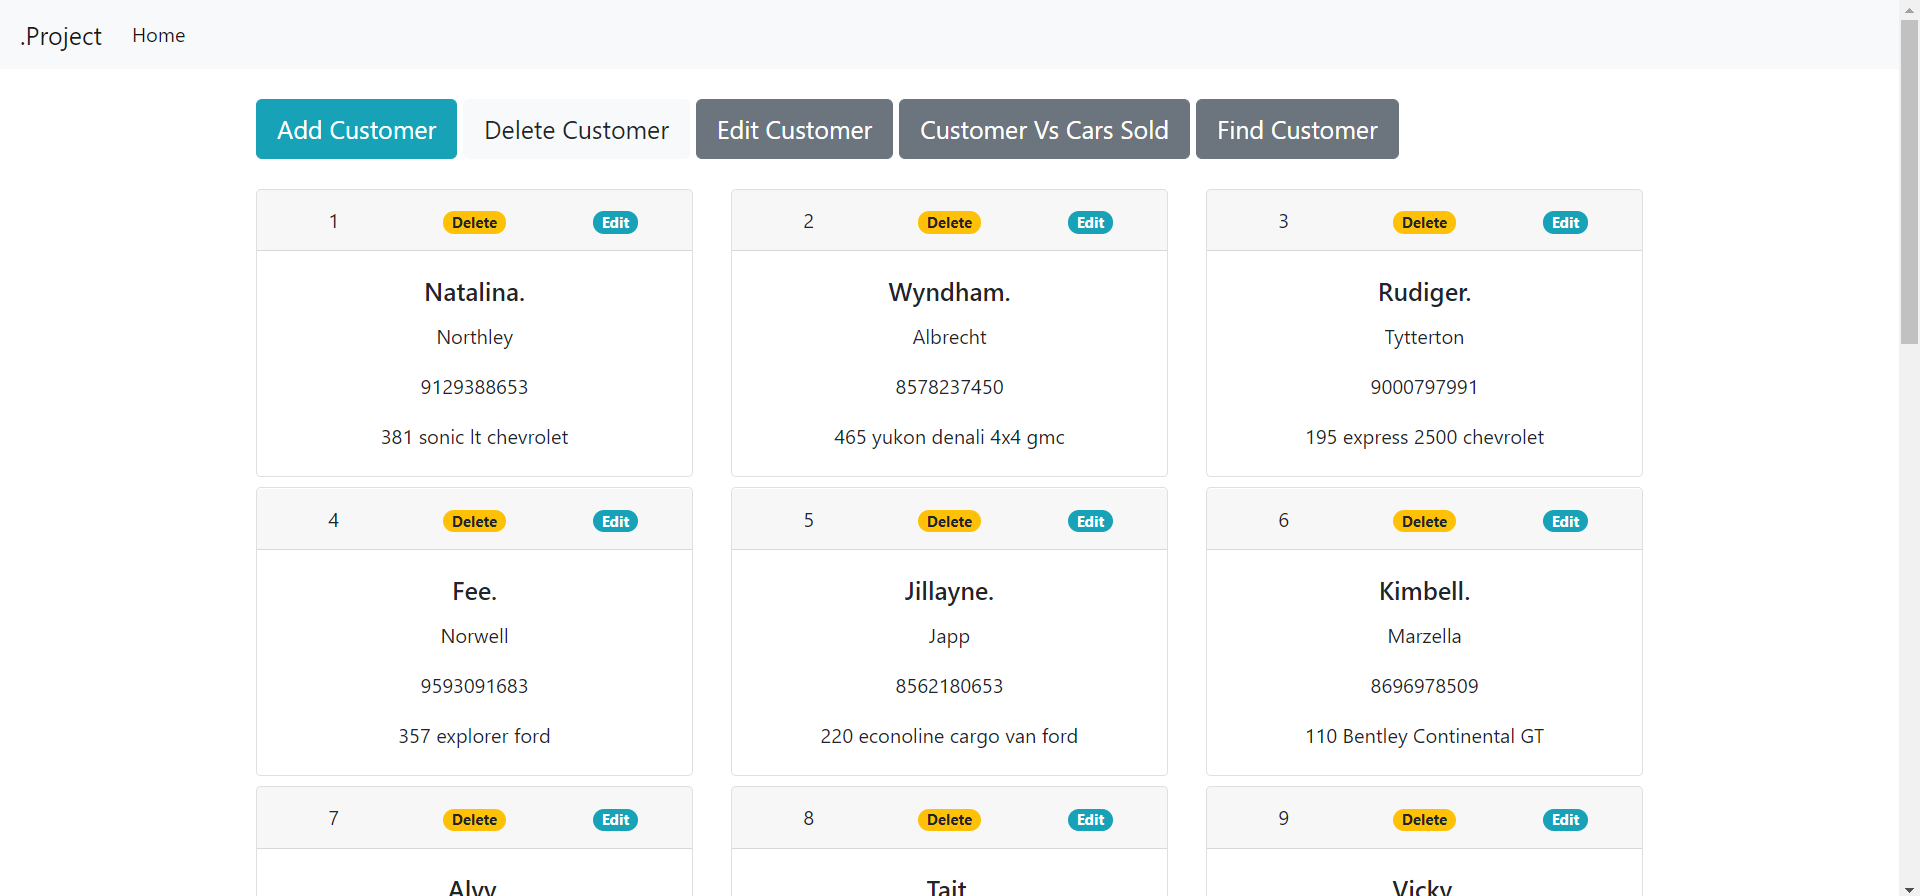 .Project Home
Add Customer Delete Customer Edit Customer Customer Vs Cars Sold Find Customer
1 Delete Edit 2 Delete Edit 3 Delete Edit
Natalina. Wyndham. Rudiger.
Northley Albrecht Tytterton
9129388653 8578237450 9000797991
381 sonic lt chevrolet 465 yukon denali 4x4 gmc 195 express 2500 chevrolet
4 Delete Edit 5 Delete Edit 6 Delete Edit
Fee. Jillayne. Kimbell.
Norwell Japp Marzella
9593091683 8562180653 8696978509
357 explorer ford 220 econoline cargo van ford 110 Bentley Continental GT
7 Delete Edit 8 Delete Edit 9 Delete Edit
Alvy Tait Vicky